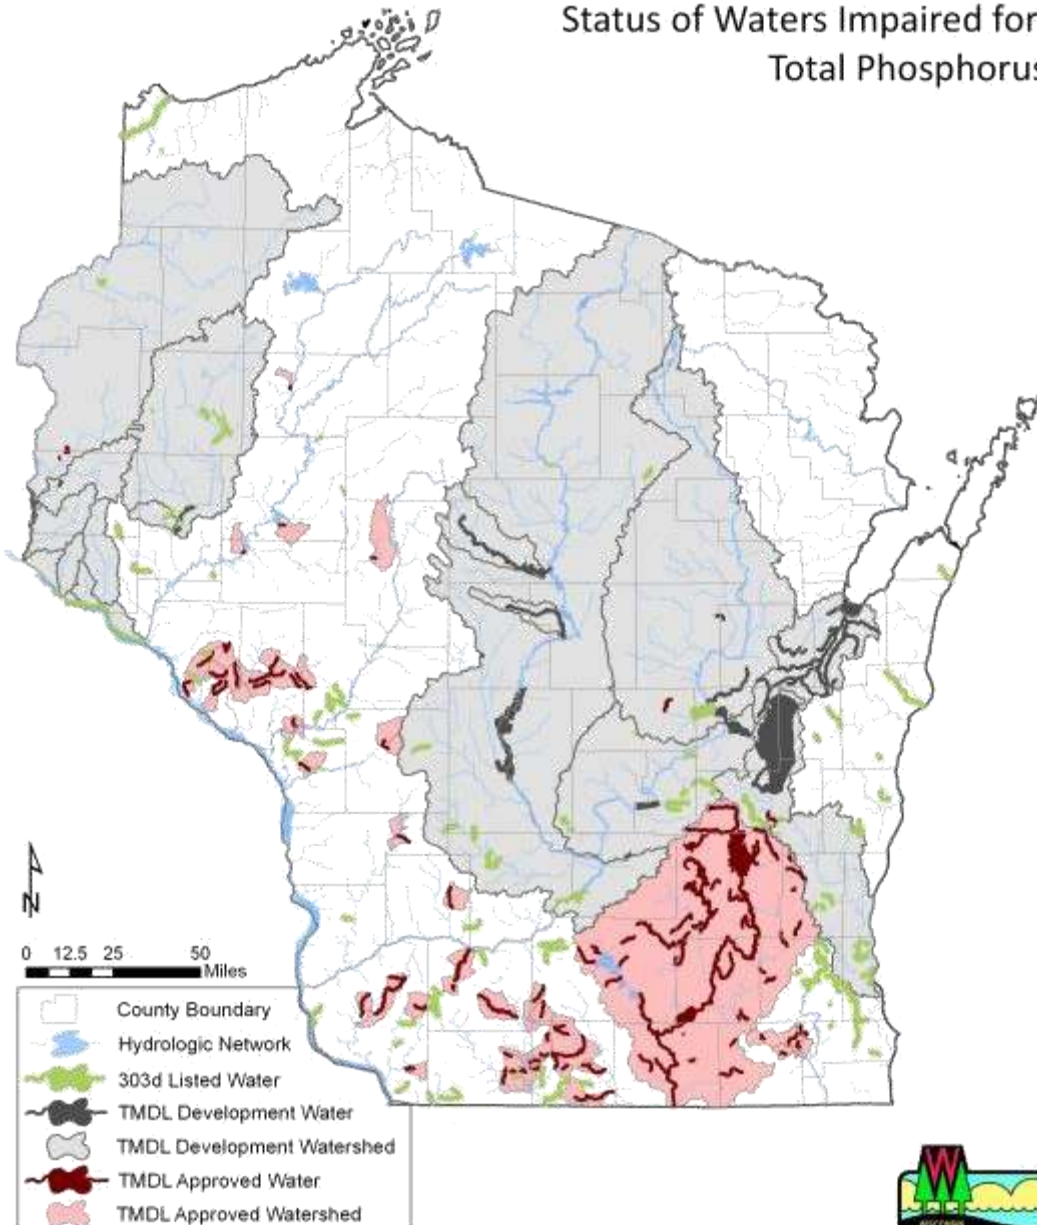 Status of Waters Impaired for
Total Phosphorus
N
0 12.5 25 50
Miles
County Boundary
Hydrologic Network
303d Listed Water
TMDL Development Water
TMDL Development Watershed
TMDL Approved Water
TMDL Approved Watershed
W